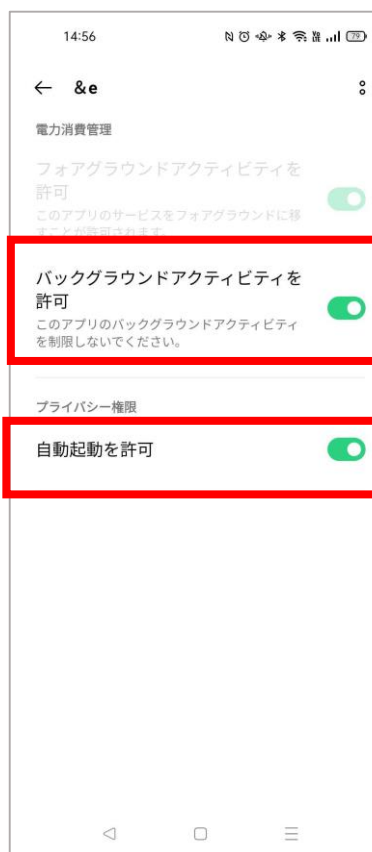 14:56 79
&e
電力消費管理
フォアグラウンドアクティビティを
許可
このアプリのサービスをフォアグラウンドに移
すことが許可されます。
バックグラウンドアクティビティを
許可
このアプリのバックグラウンドアクティビティ
を制限しないでください。
プライバシー権限
自動起動を許可